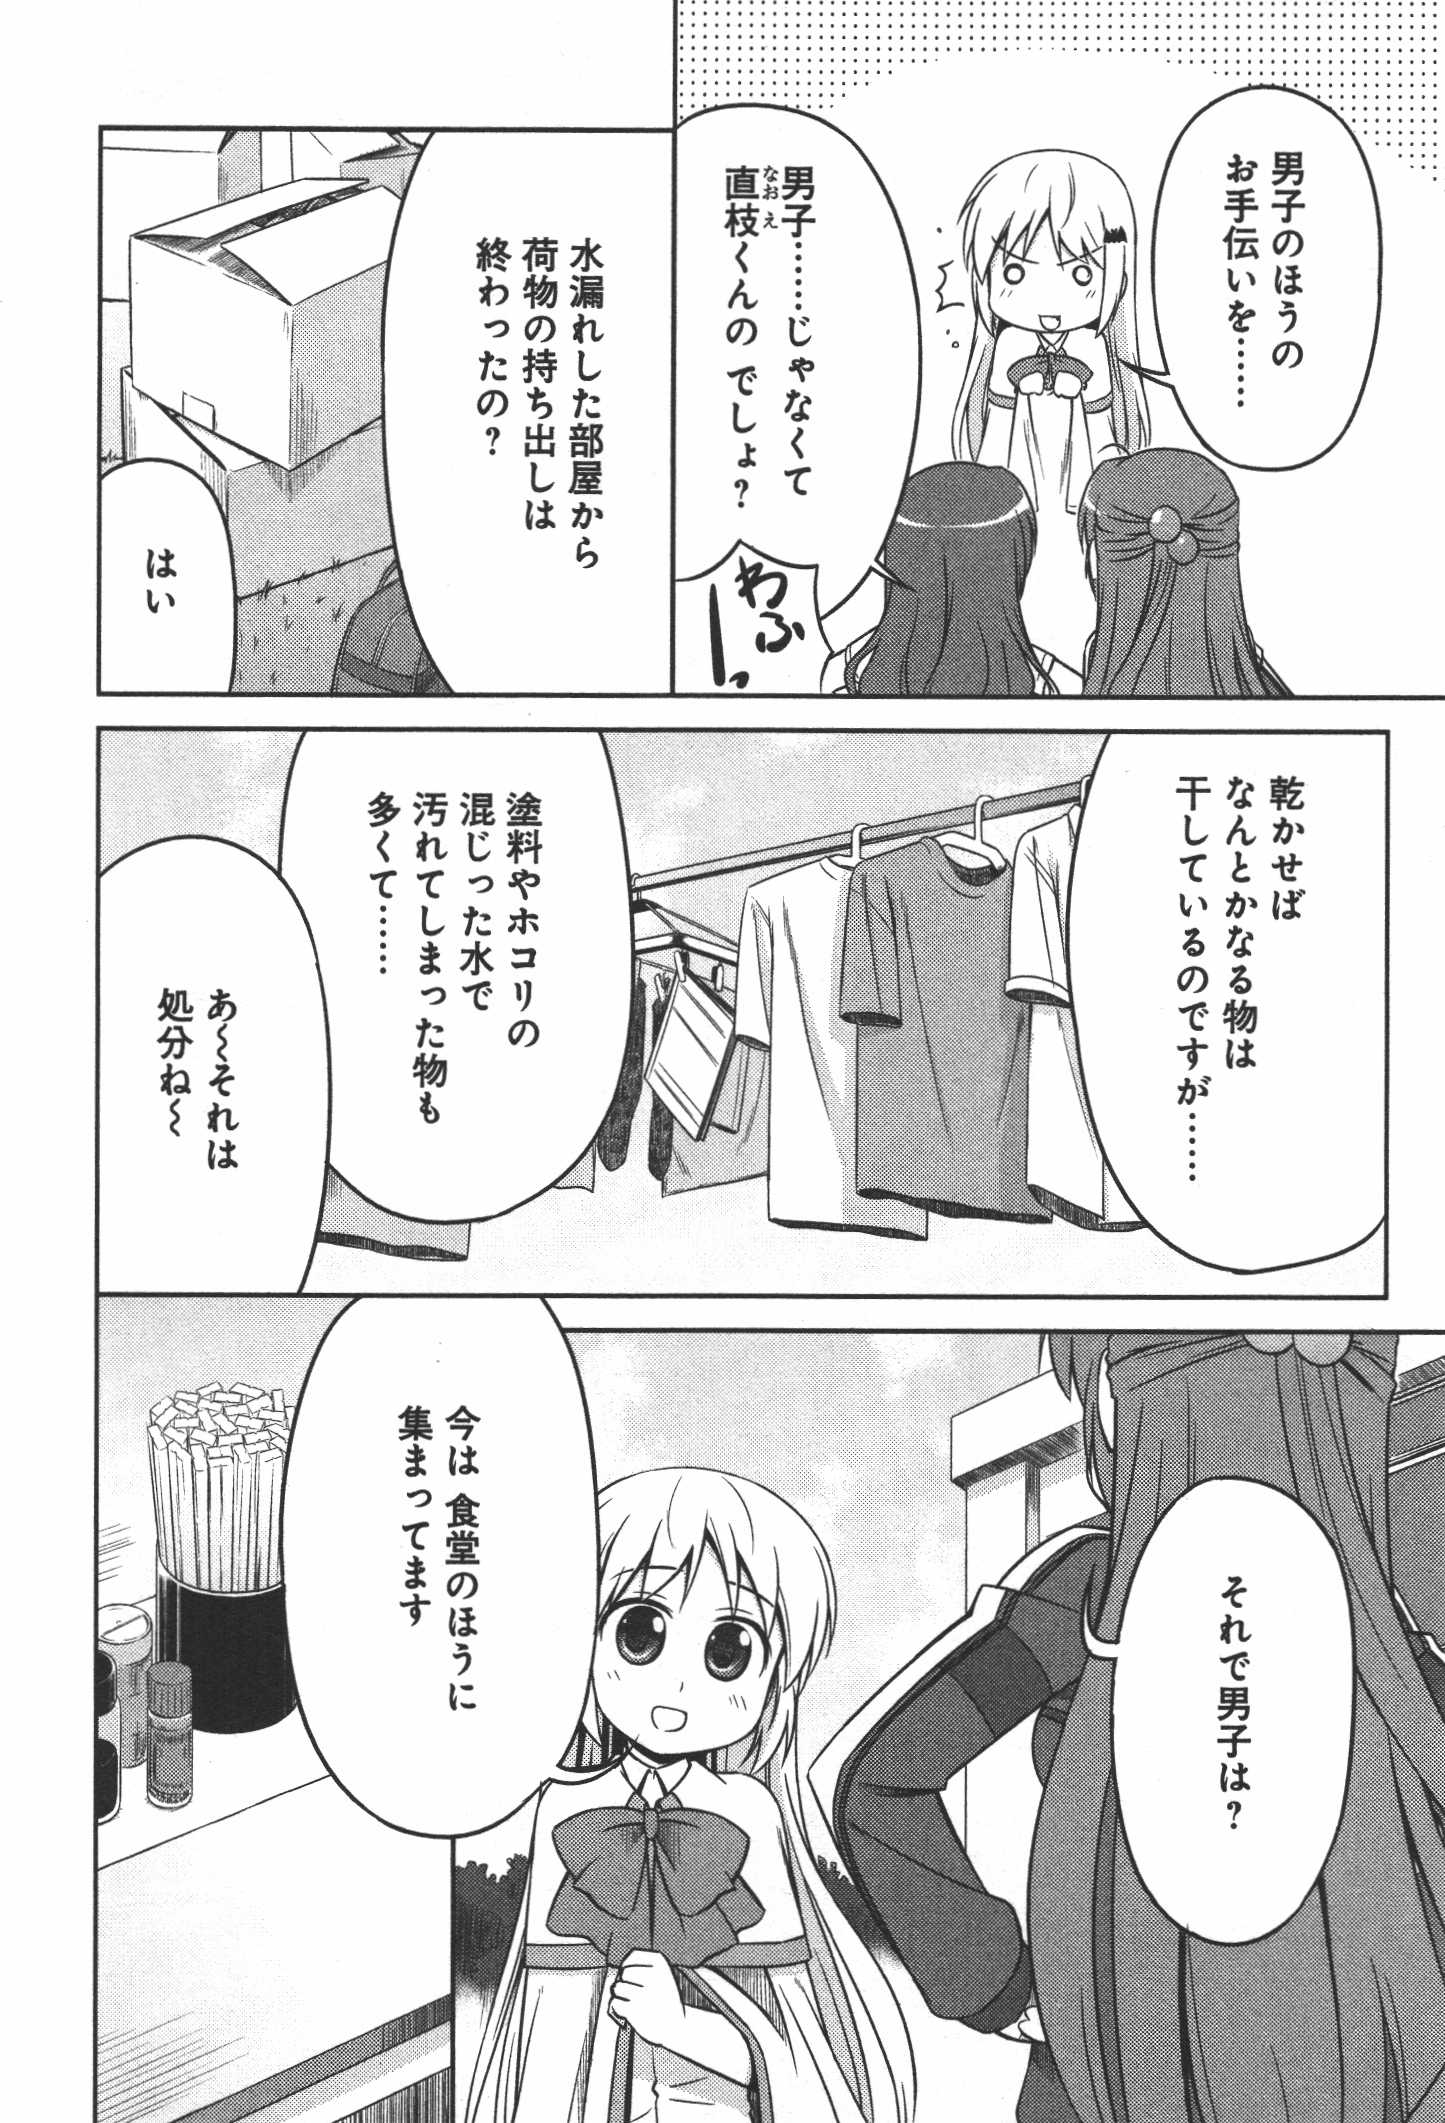 男子のほうの
お手伝いを……
男子……じゃなくて
直枝くんの でしょ?
なおえ
わふーっ
水漏れした部屋から
荷物の持ち出しは
終わったの?
はい
乾かせば
なんとかなる物は
干しているのですが……
塗料やホコリの
混じった水で
汚れてしまった物も
多くて……
あ〜それは
処分ね〜
それで男子は?
今は 食堂のほうに
集まってます